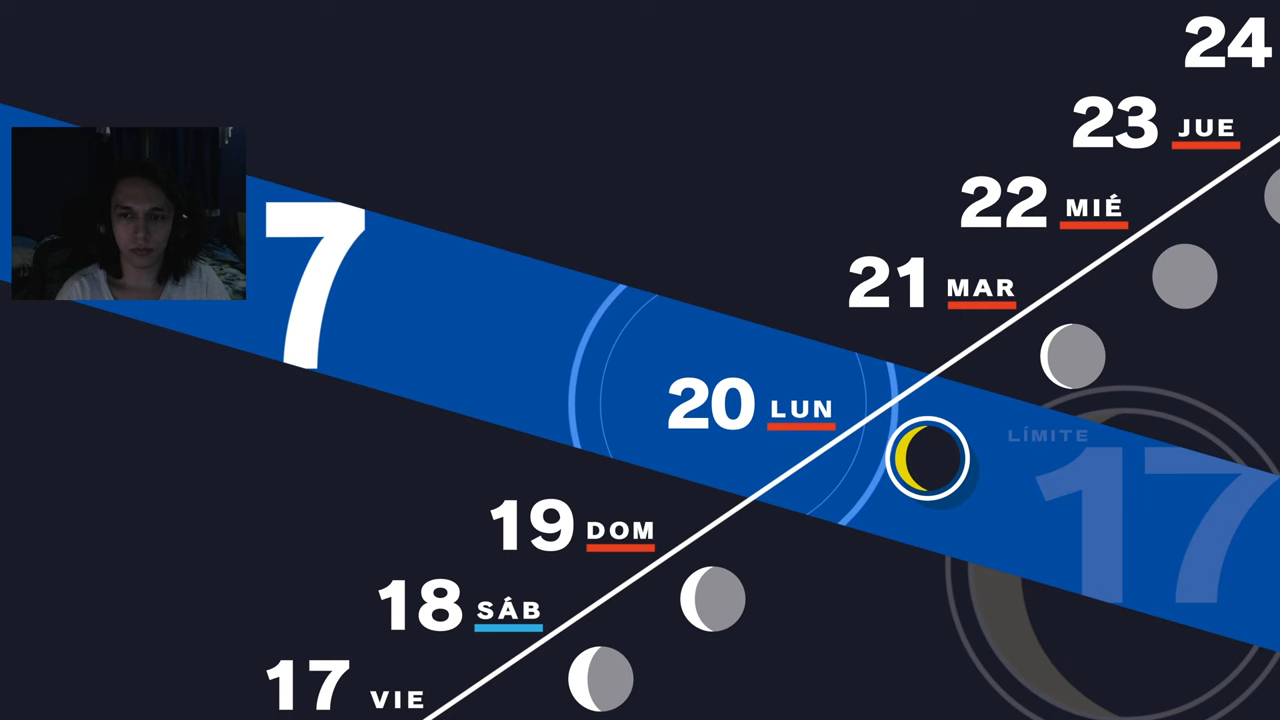 24
23 JUE
22 MIÉ
21 MAR
7
20 LUN
LÍMITE
17
19 DOM
18 SÁB
17 VIE